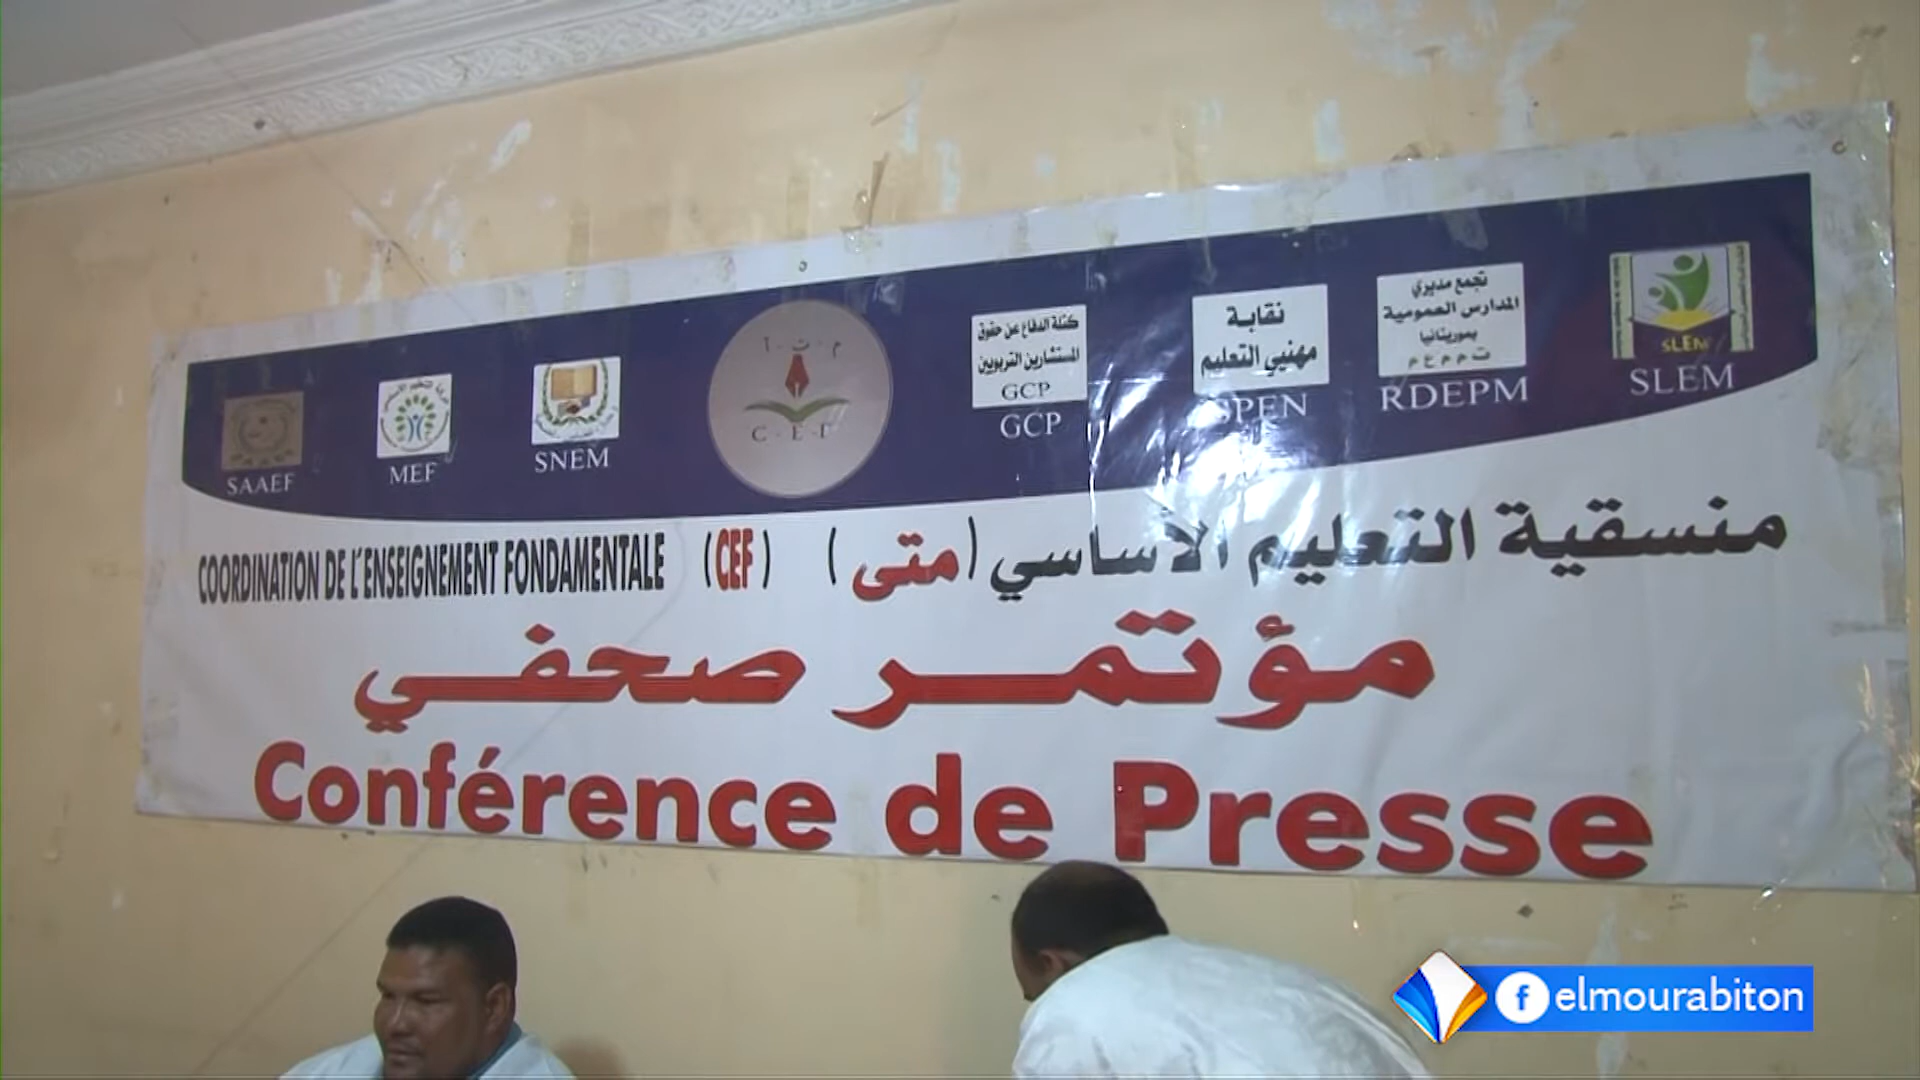 م - ت - أ
C - E - F
SAAEF
MEF
SNEM
كتلة الدفاع عن حقوق
المستشارين التربويين
GCP
GCP
نقابة
مهنيي التعليم
SPEN
تجمع مديري
المدارس العمومية
بموريتانيا
ت م م ع م
RDEPM
SLEM
SLEM
منسقية التعليم الأساسي (متى)
COORDINATION DE L'ENSEIGNEMENT FONDAMENTALE (CEF)
مؤتمر صحفي
Conférence de Presse
elmourabiton